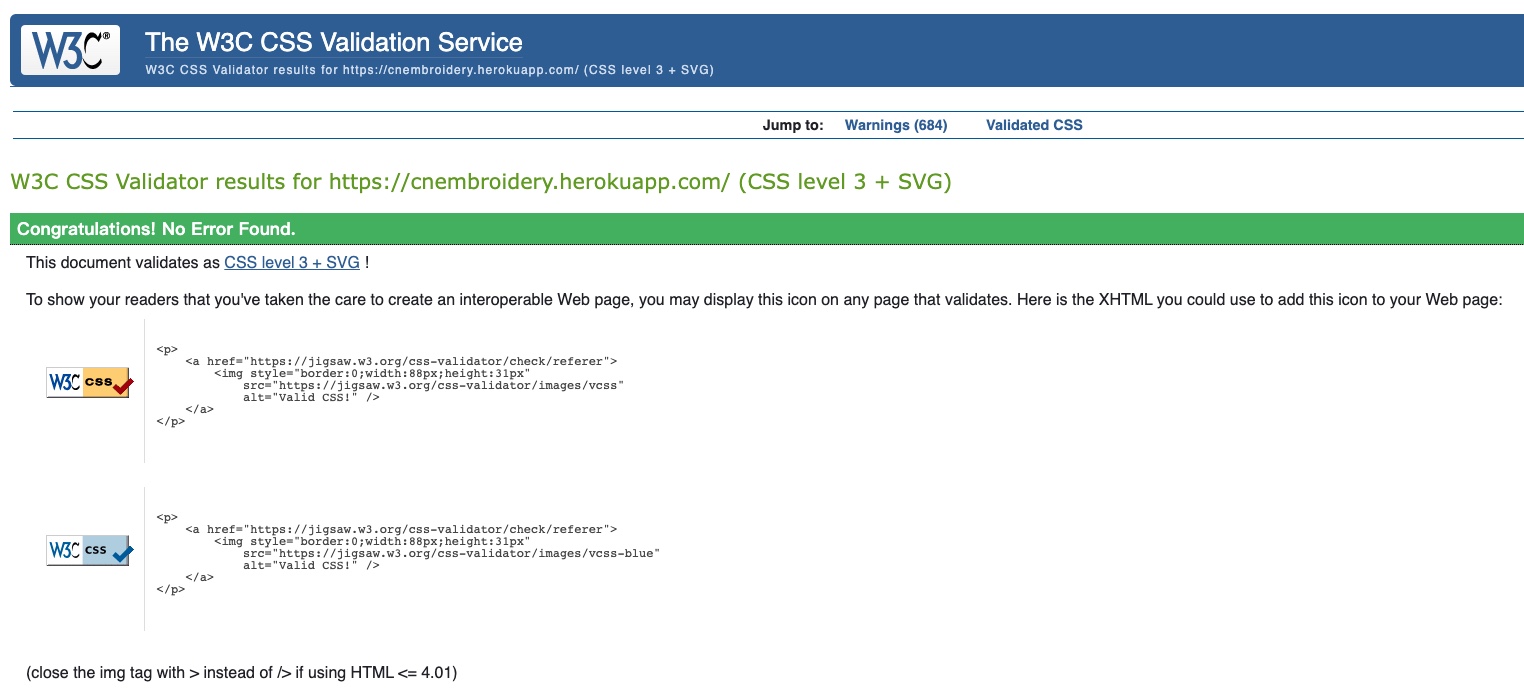 W3C®
The W3C CSS Validation Service
W3C CSS Validator results for https://cnembroidery.herokuapp.com/ (CSS level 3 + SVG)
Jump to: Warnings (684) Validated CSS
W3C CSS Validator results for https://cnembroidery.herokuapp.com/ (CSS level 3 + SVG)
Congratulations! No Error Found.
This document validates as CSS level 3 + SVG !
To show your readers that you've taken the care to create an interoperable Web page, you may display this icon on any page that validates. Here is the XHTML you could use to add this icon to your Web page:
<p>
<a href="https://jigsaw.w3.org/css-validator/check/referer">
<img style="border:0;width:88px;height:31px"
W3C css
src="https://jigsaw.w3.org/css-validator/images/vcss"
alt="Valid CSS!" />
</a>
</p>
<p>
<a href="https://jigsaw.w3.org/css-validator/check/referer">
<img style="border:0;width:88px;height:31px"
W3C css
src="https://jigsaw.w3.org/css-validator/images/vcss-blue"
alt="Valid CSS!" />
</a>
</p>
(close the img tag with > instead of /> if using HTML <= 4.01)